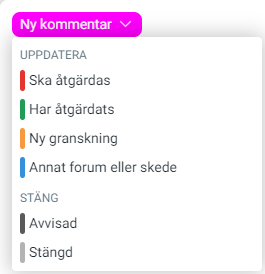 Ny kommentar
UPPDATERA
Ska åtgärdas
Har åtgärdats
Ny granskning
Annat forum eller skede
STÄNG
Avvisad
Stängd